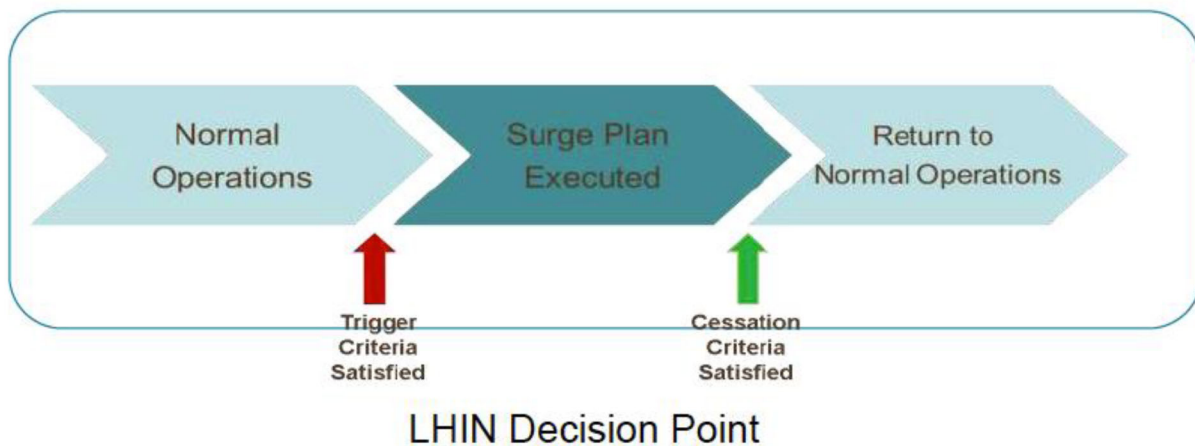 Normal
Operations
Surge Plan
Executed
Return to
Normal Operations
Trigger
Criteria
Satisfied
Cessation
Criteria
Satisfied
LHIN Decision Point